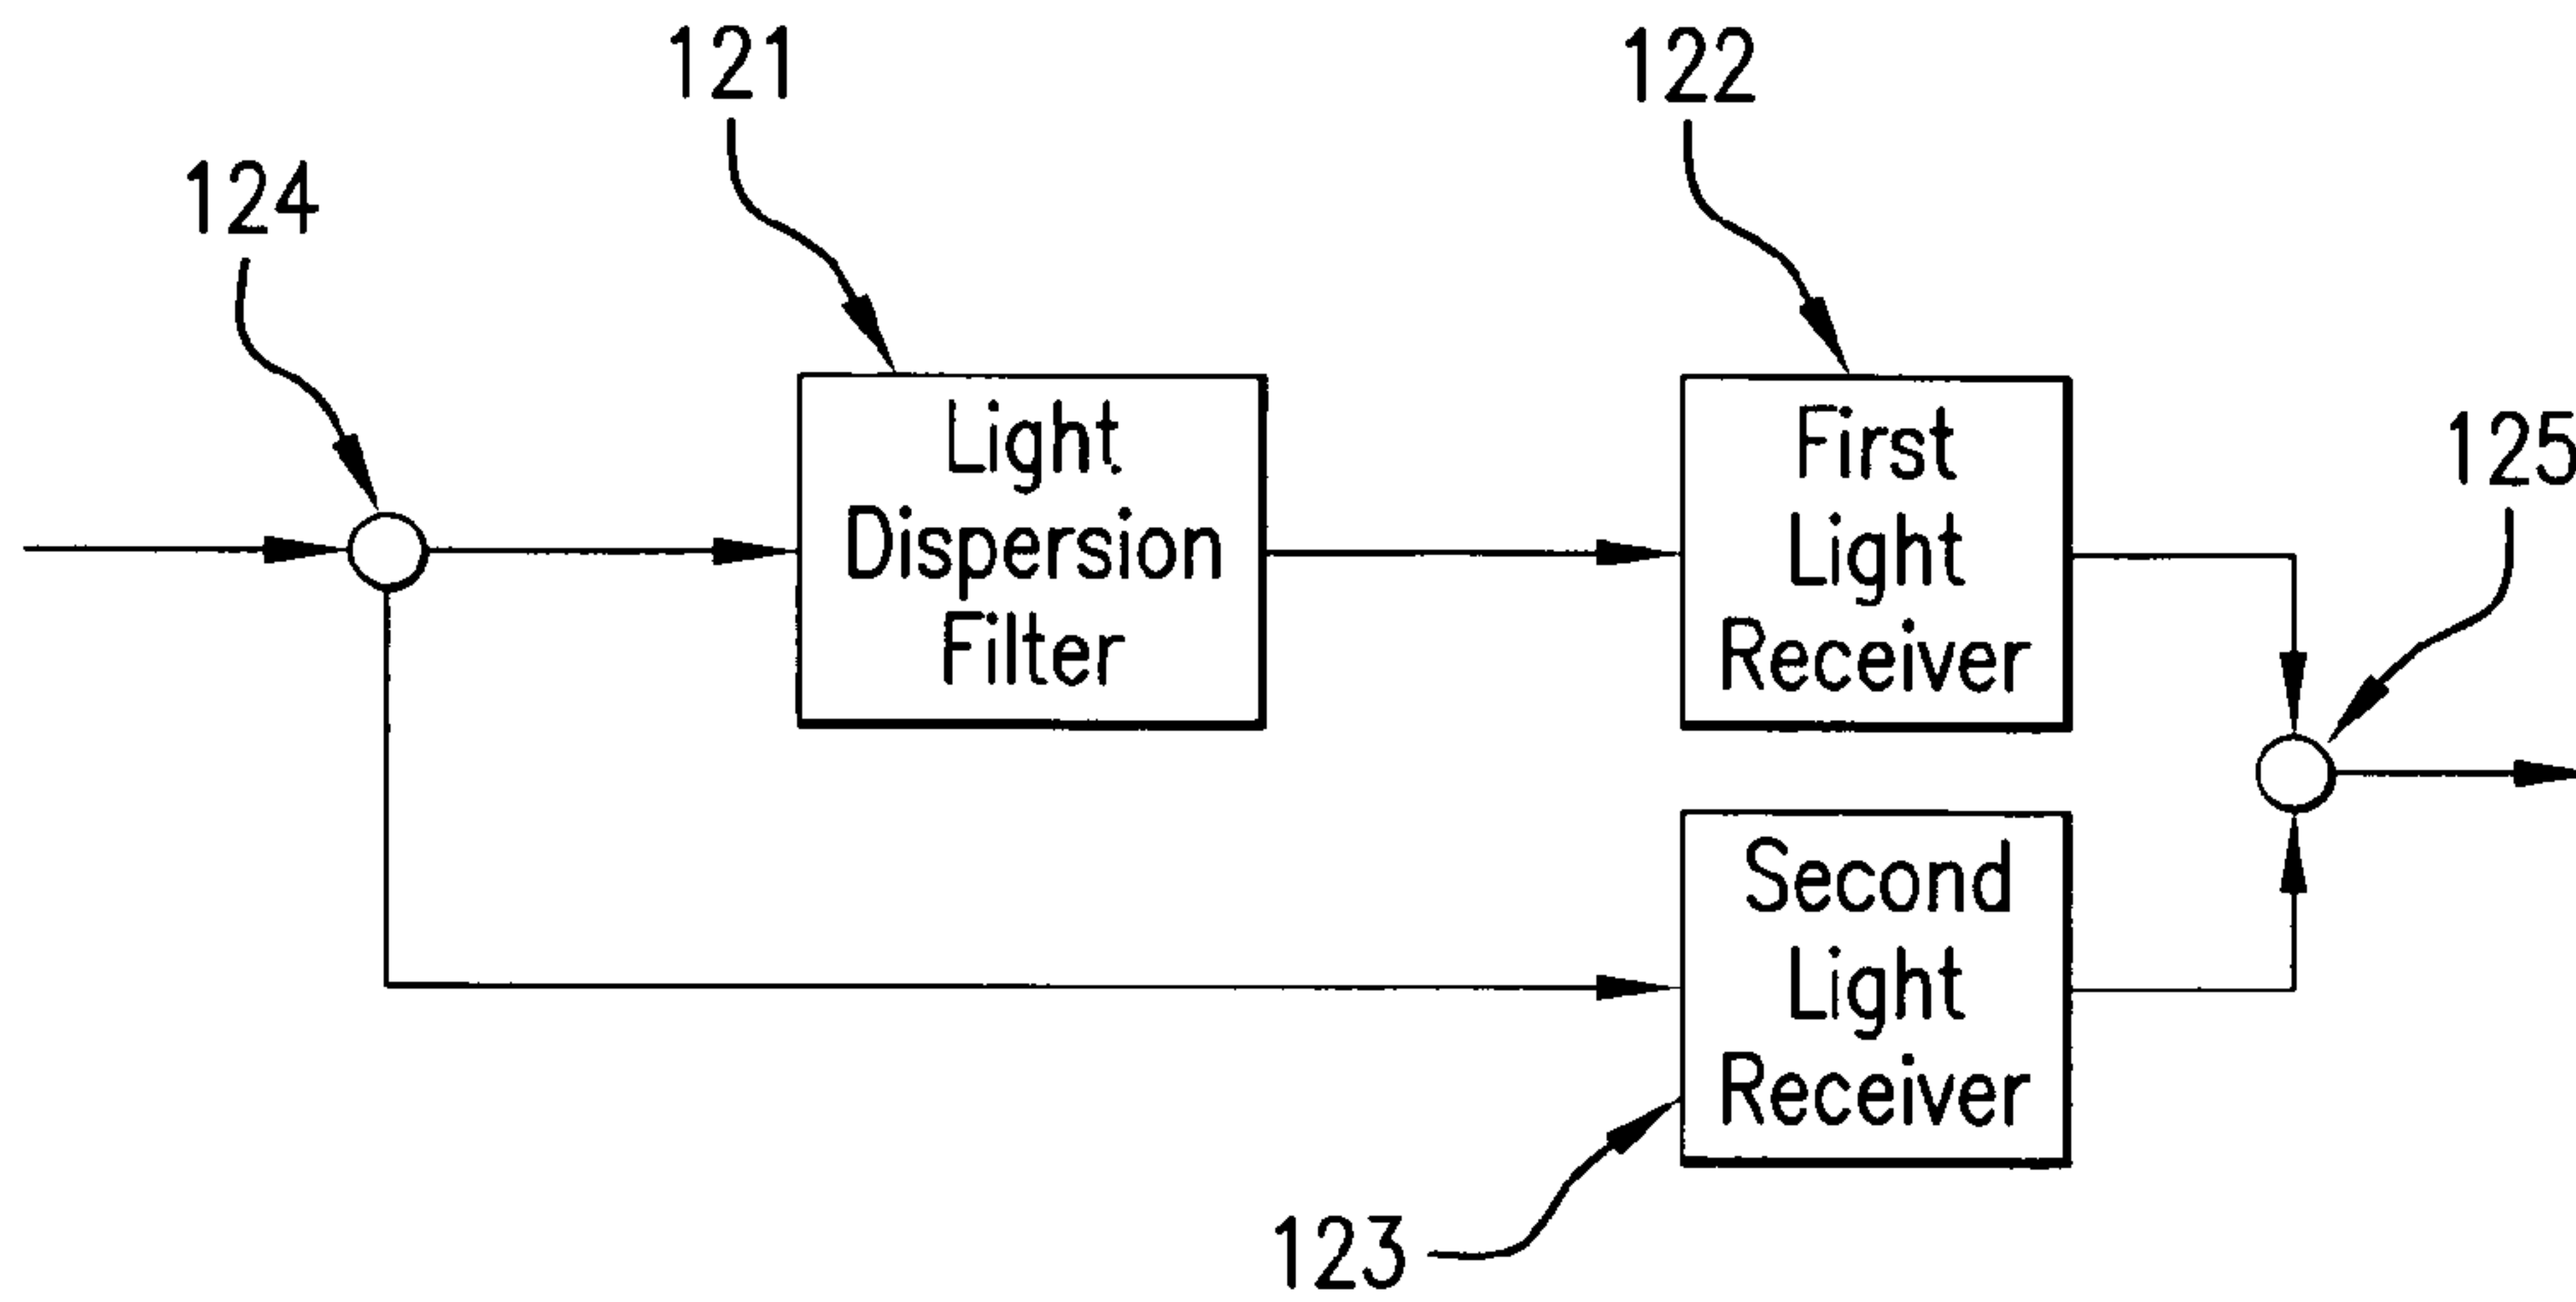 121
122
124
125
Light
Dispersion
Filter
First
Light
Receiver
Second
Light
Receiver
123